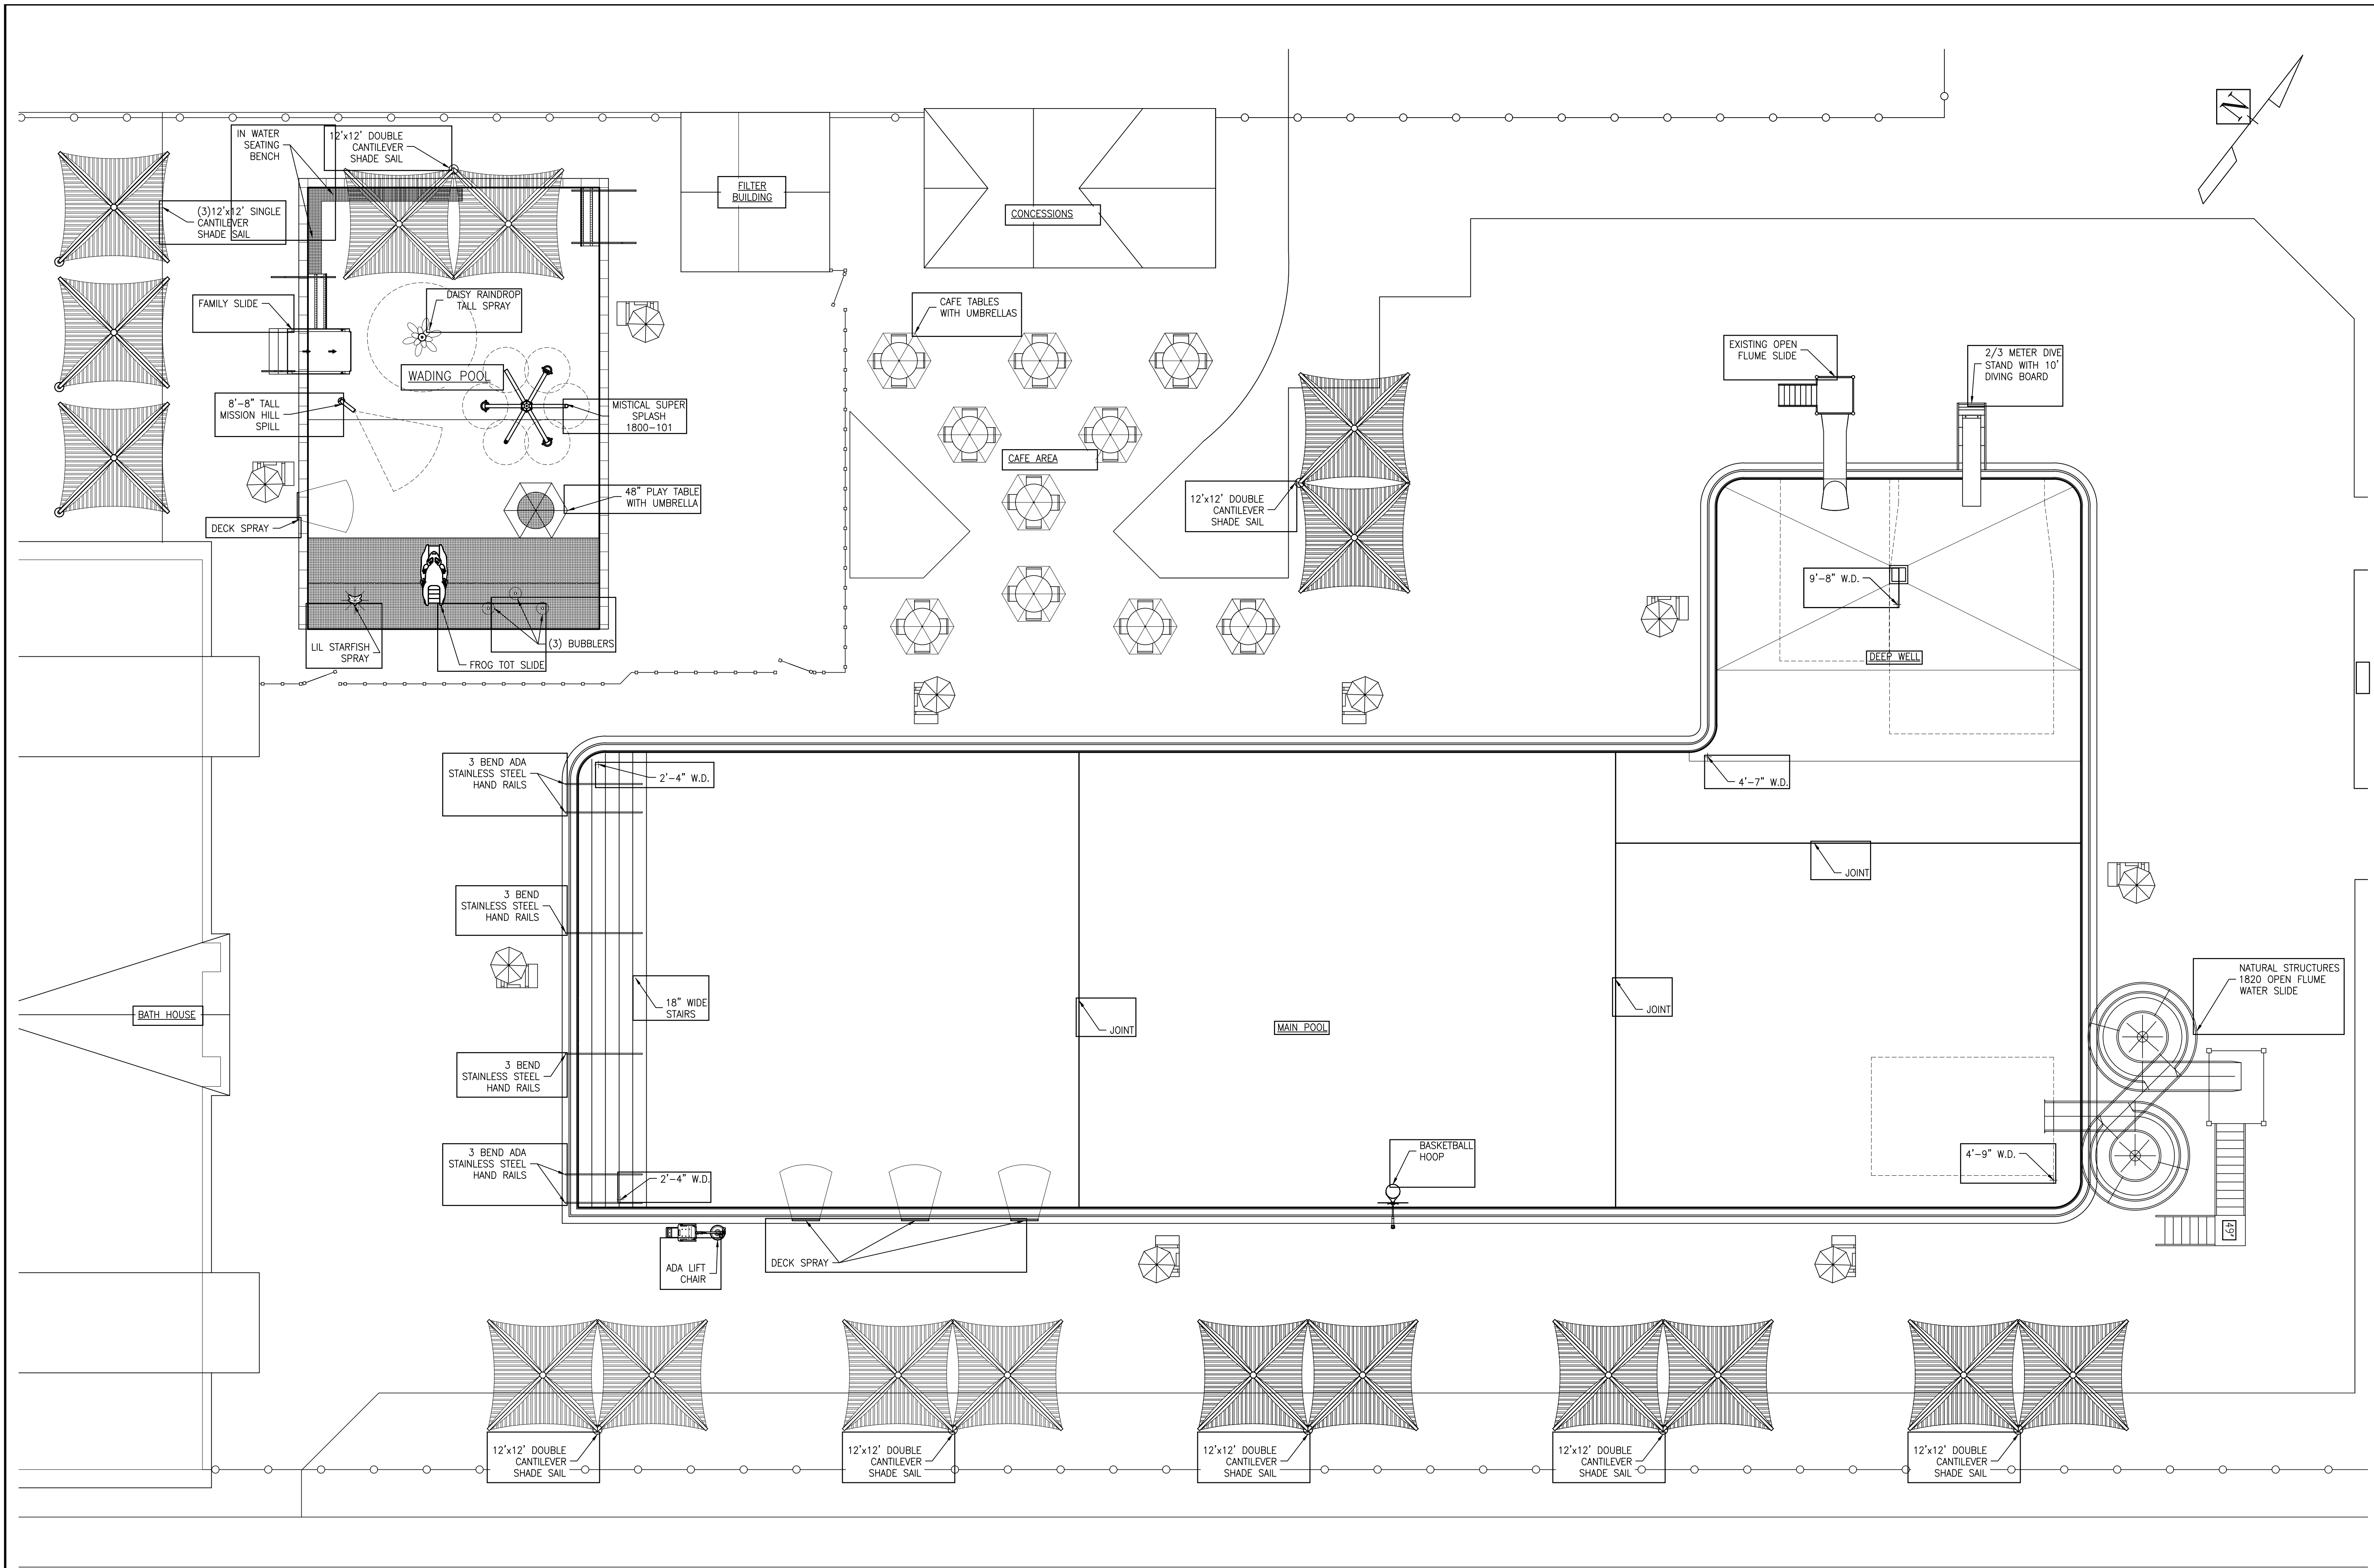 N
IN WATER
SEATING
BENCH
12'x12' DOUBLE
CANTILEVER
SHADE SAIL
(3)12'x12' SINGLE
CANTILEVER
SHADE SAIL
FILTER
BUILDING
CONCESSIONS
FAMILY SLIDE
DAISY RAINDROP
TALL SPRAY
CAFE TABLES
WITH UMBRELLAS
WADING POOL
8'-8" TALL
MISSION HILL
SPILL
MISTICAL SUPER
SPLASH
1800-101
EXISTING OPEN
FLUME SLIDE
2/3 METER DIVE
STAND WITH 10'
DIVING BOARD
CAFE AREA
48" PLAY TABLE
WITH UMBRELLA
12'x12' DOUBLE
CANTILEVER
SHADE SAIL
DECK SPRAY
9'-8" W.D.
LIL STARFISH
SPRAY
FROG TOT SLIDE
(3) BUBBLERS
DEEP WELL
3 BEND ADA
STAINLESS STEEL
HAND RAILS
2'-4" W.D.
4'-7" W.D.
JOINT
3 BEND
STAINLESS STEEL
HAND RAILS
18" WIDE
STAIRS
BATH HOUSE
JOINT
MAIN POOL
JOINT
NATURAL STRUCTURES
1820 OPEN FLUME
WATER SLIDE
3 BEND
STAINLESS STEEL
HAND RAILS
3 BEND ADA
STAINLESS STEEL
HAND RAILS
2'-4" W.D.
BASKETBALL
HOOP
4'-9" W.D.
49"
ADA LIFT
CHAIR
DECK SPRAY
12'x12' DOUBLE
CANTILEVER
SHADE SAIL
12'x12' DOUBLE
CANTILEVER
SHADE SAIL
12'x12' DOUBLE
CANTILEVER
SHADE SAIL
12'x12' DOUBLE
CANTILEVER
SHADE SAIL
12'x12' DOUBLE
CANTILEVER
SHADE SAIL